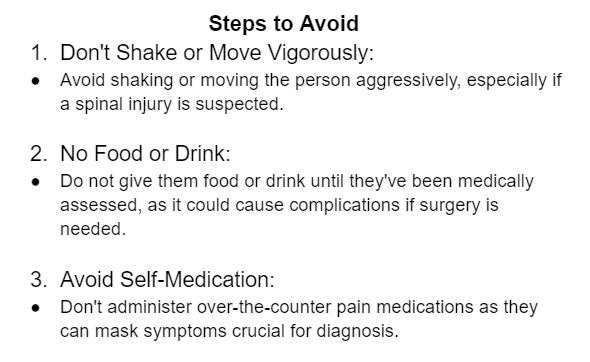 Steps to Avoid
1. Don't Shake or Move Vigorously:
● Avoid shaking or moving the person aggressively, especially if
a spinal injury is suspected.
2. No Food or Drink:
● Do not give them food or drink until they've been medically
assessed, as it could cause complications if surgery is
needed.
3. Avoid Self-Medication:
● Don't administer over-the-counter pain medications as they
can mask symptoms crucial for diagnosis.